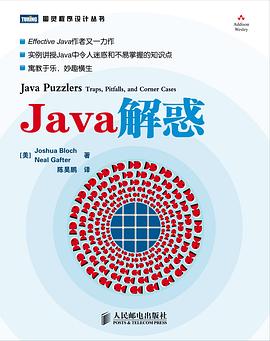 TURING 图灵程序设计丛书
Addison
Wesley
Effective Java作者又一力作
实例讲授Java中令人迷惑和不易掌握的知识点
寓教于乐、妙趣横生
Java Puzzlers Traps, Pitfalls, and Corner Cases
Java解惑
[美] Joshua Bloch 著
Neal Gafter
陈昊鹏 译
人民邮电出版社
POSTS & TELECOM PRESS